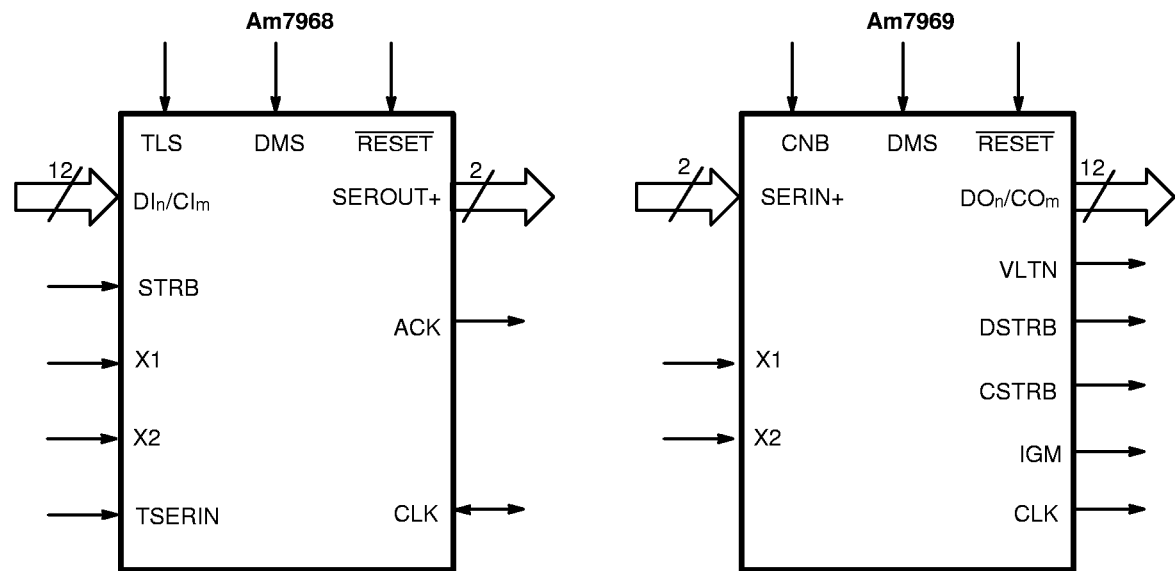 Am7968
TLS DMS RESET
12
DIn/CIm
SEROUT+
2
STRB
ACK
X1
X2
TSERIN
CLK
Am7969
CNB DMS RESET
2
SERIN+
DOn/COm
12
VLTN
DSTRB
X1
CSTRB
X2
IGM
CLK